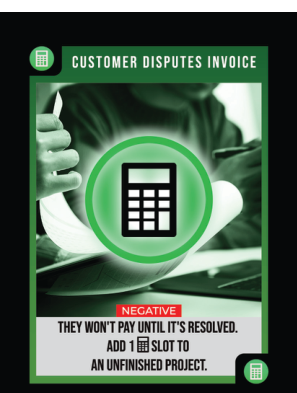 CUSTOMER DISPUTES INVOICE
NEGATIVE
THEY WON'T PAY UNTIL IT'S RESOLVED.
ADD 1 SLOT TO
AN UNFINISHED PROJECT.